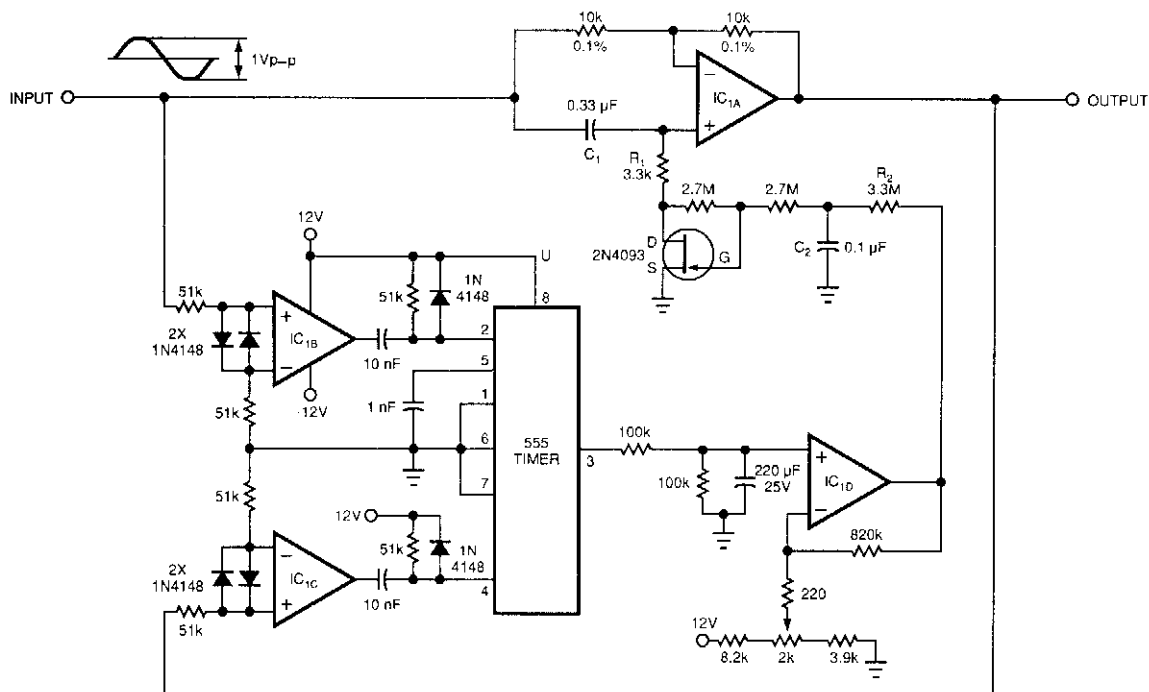 1Vp-p
INPUT
10k
0.1%
10k
0.1%
0.33 µF
C1
IC1A
OUTPUT
R1
3.3k
2.7M
2.7M
R2
3.3M
D
S
G
2N4093
C2
0.1 µF
12V
U
51k
51k
1N
4148
8
2X
1N4148
IC1B
10 nF
2
5
-12V
51k
1 nF
1
6
7
555
TIMER
3
100k
100k
220 µF
25V
IC1D
820k
51k
12V
51k
1N
4148
4
2X
1N4148
IC1C
10 nF
51k
220
12V
8.2k
2k
3.9k